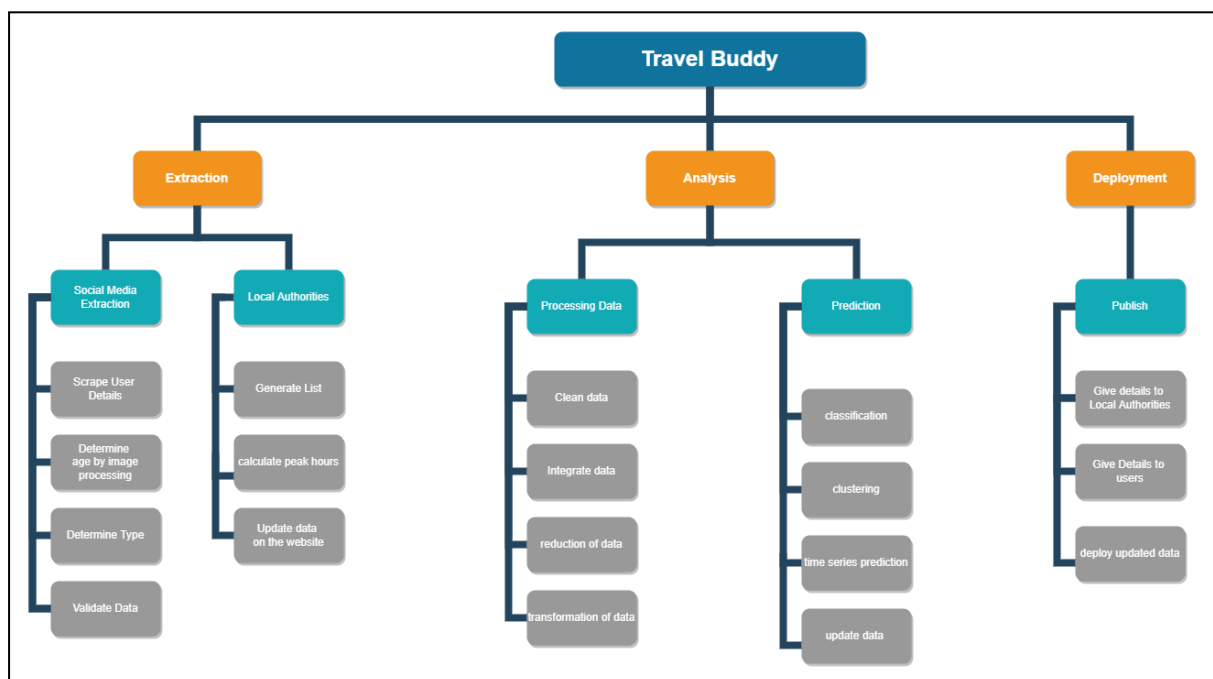 Travel Buddy
Extraction
Analysis
Deployment
Social Media
Extraction
Local Authorities
Processing Data
Prediction
Publish
Scrape User
Details
Determine
age by image
processing
Determine Type
Validate Data
Generate List
calculate peak hours
Update data
on the website
Clean data
Integrate data
reduction of data
transformation of data
classification
clustering
time series prediction
update data
Give details to
Local Authorities
Give Details to
users
deploy updated data